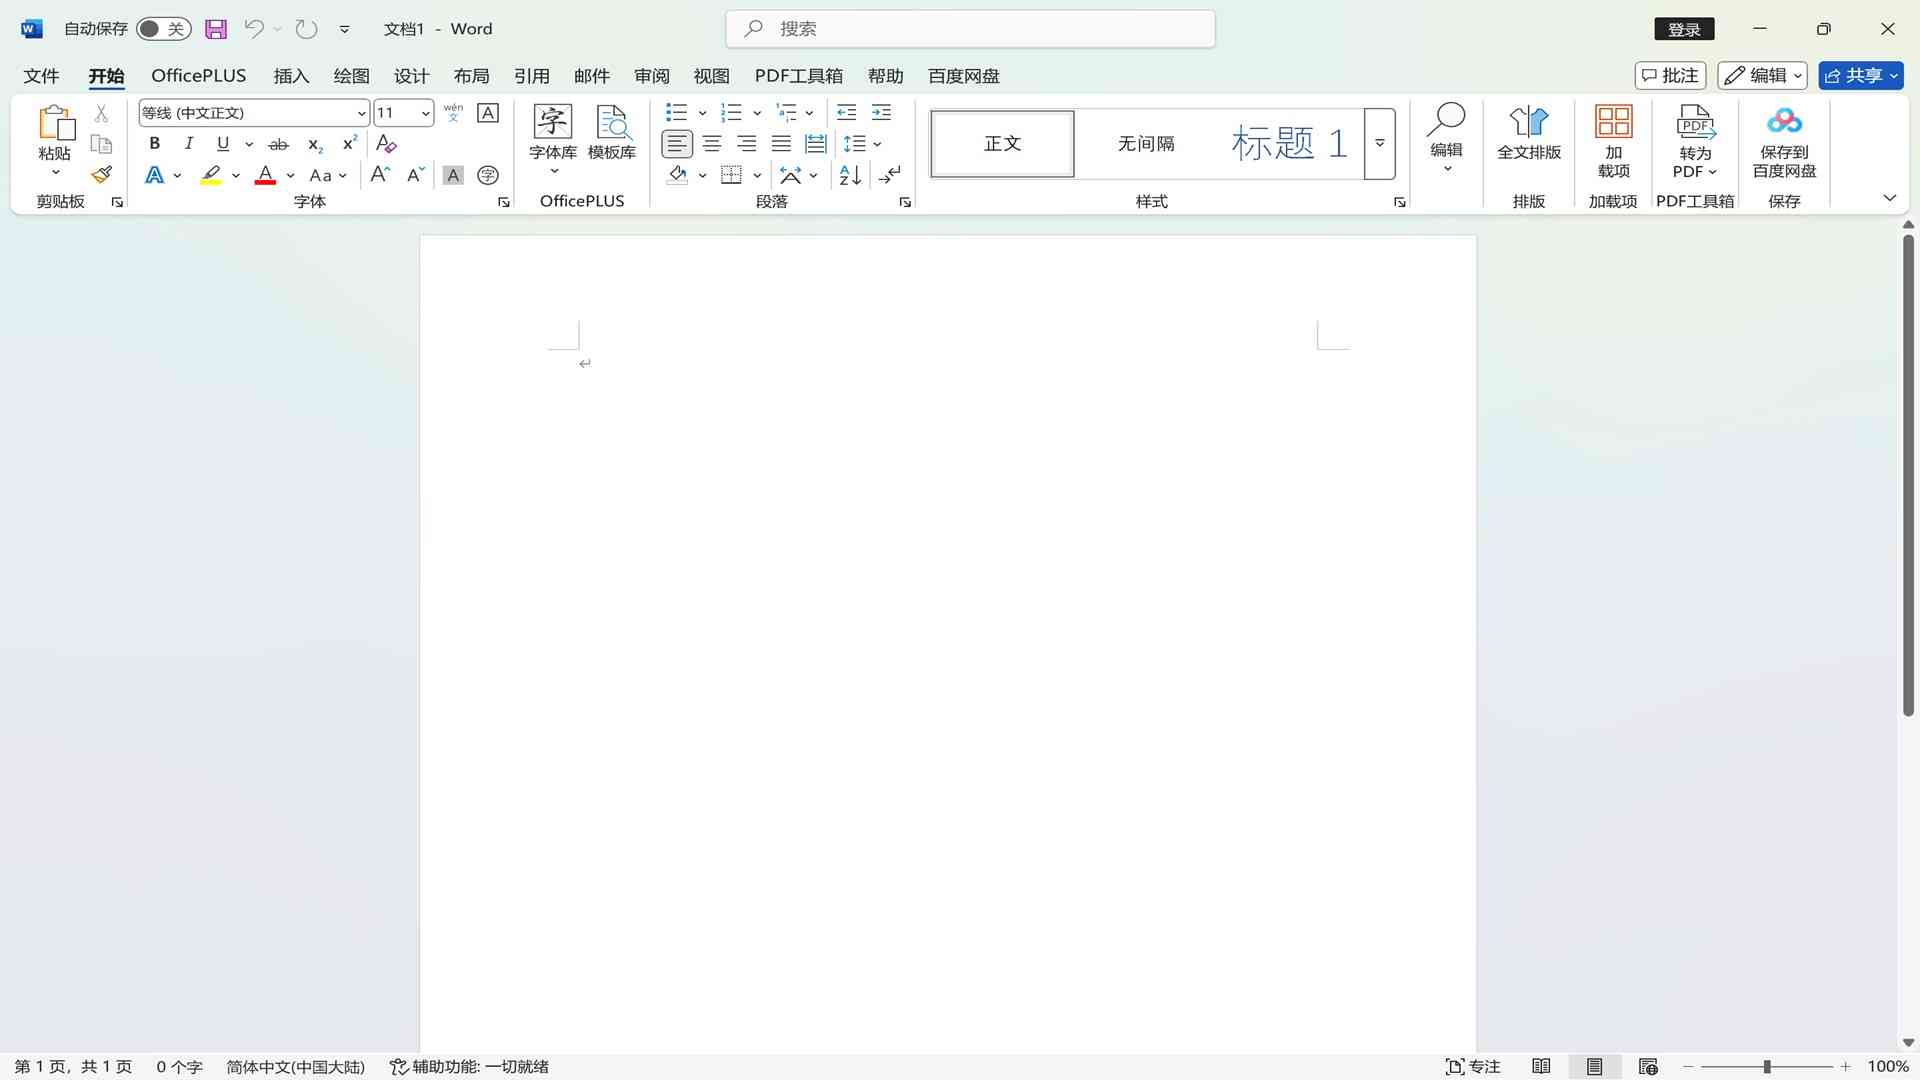 自动保存 关 文档1 - Word 搜索 登录
文件 开始 OfficePLUS 插入 绘图 设计 布局 引用 邮件 审阅 视图 PDF工具箱 帮助 百度网盘 批注 编辑 共享
粘贴
剪贴板
等线 (中文正文) 11 wén 文 A
B I U ab x₂ x² A
A A Aa A A A 字
字体
字 字体库 模板库
OfficePLUS
段落
正文 无间隔 标题 1
样式
编辑
全文排版
排版
加
载项
加载项
PDF
转为
PDF
PDF工具箱
保存到
百度网盘
保存
第 1 页, 共 1 页 0 个字 简体中文(中国大陆) 辅助功能: 一切就绪 专注 100%